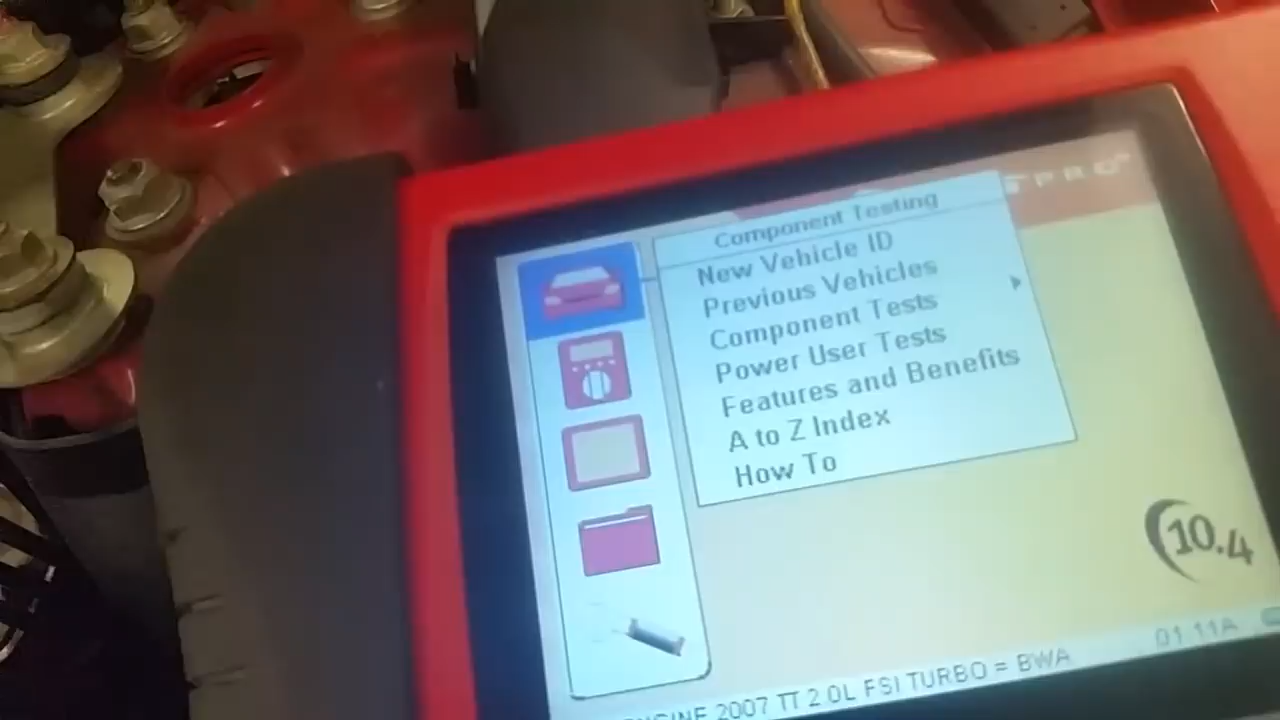 PRO
Component Testing
New Vehicle ID
Previous Vehicles
Component Tests
Power User Tests
Features and Benefits
A to Z Index
How To
10.4
01:11A
2007 TT 2.0L FSI TURBO = BWA